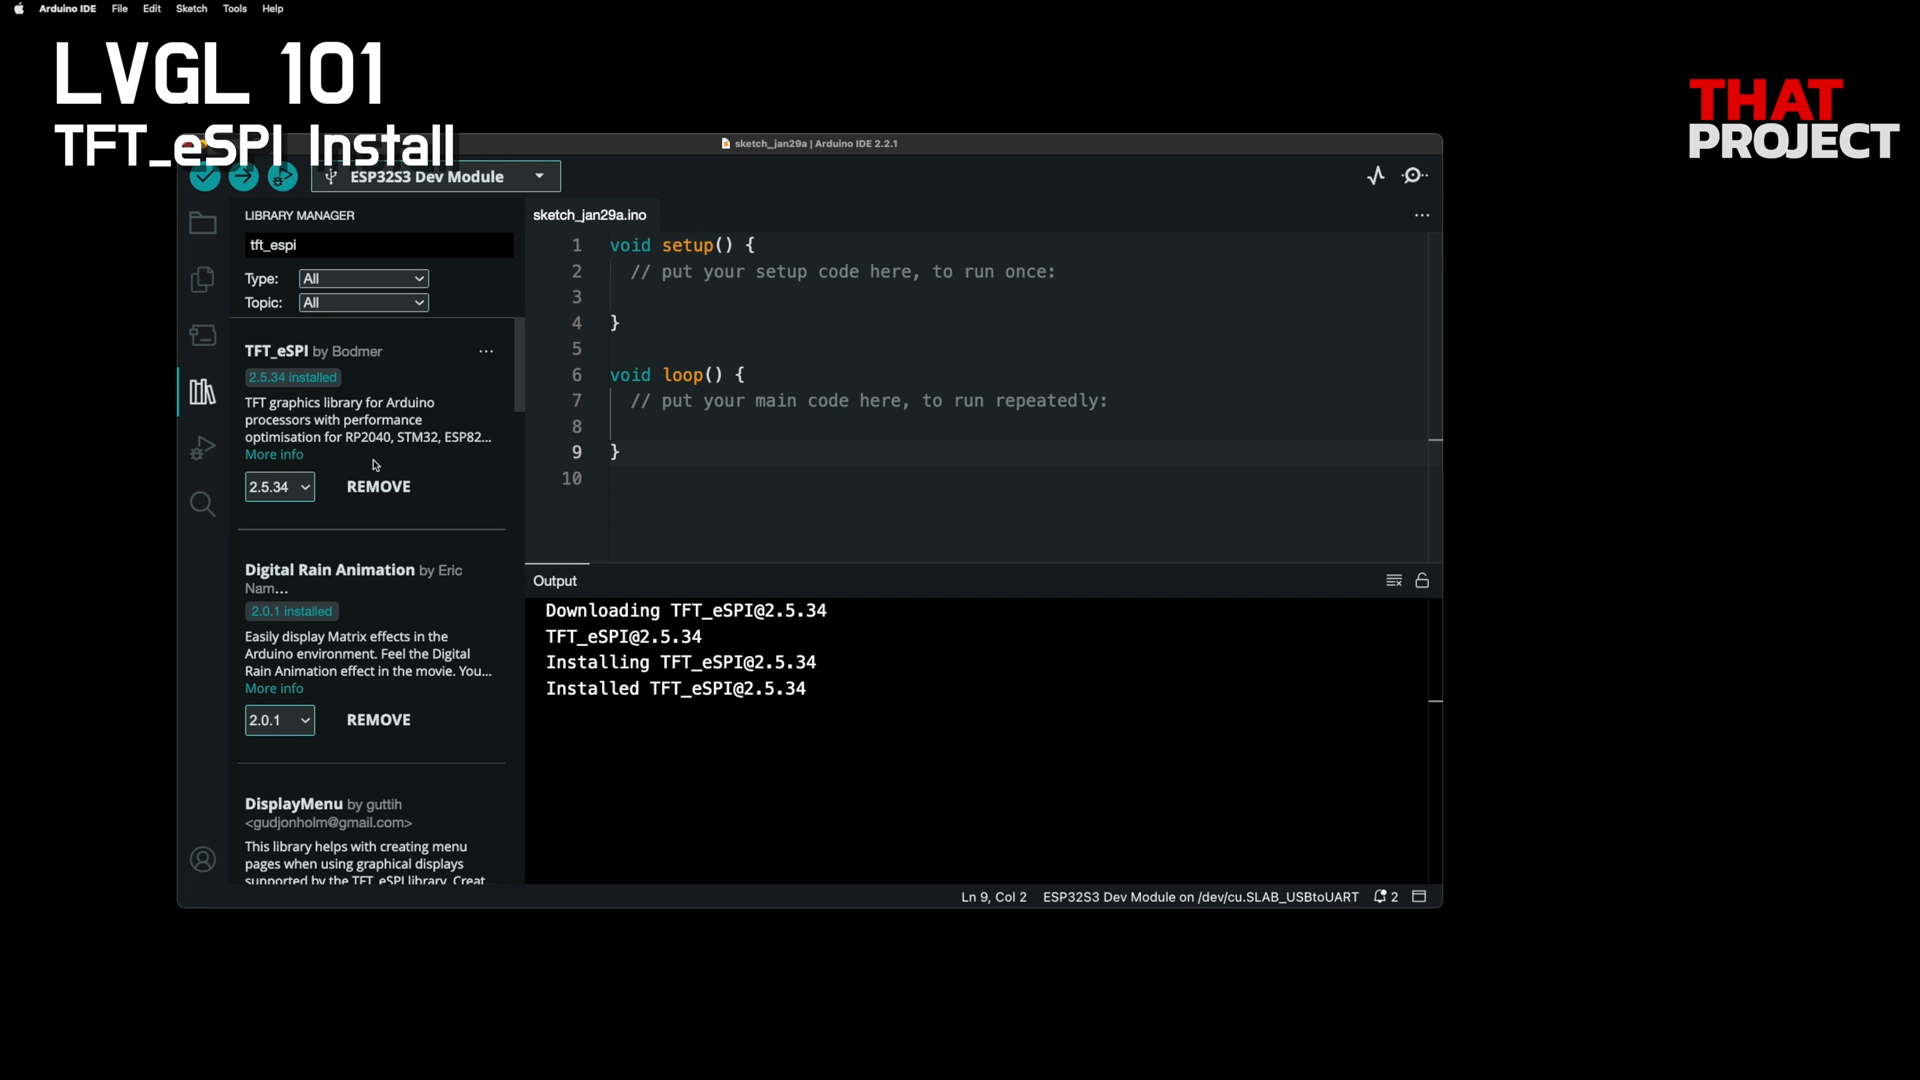 Arduino IDE File Edit Sketch Tools Help
LVGL 101
TFT_eSPI Install
THAT
PROJECT
sketch_jan29a | Arduino IDE 2.2.1
ESP32S3 Dev Module
LIBRARY MANAGER
tft_espi
Type: All
Topic: All
TFT_eSPI by Bodmer
2.5.34 installed
TFT graphics library for Arduino
processors with performance
optimisation for RP2040, STM32, ESP82...
More info
2.5.34 REMOVE
Digital Rain Animation by Eric
Nam...
2.0.1 installed
Easily display Matrix effects in the
Arduino environment. Feel the Digital
Rain Animation effect in the movie. You...
More info
2.0.1 REMOVE
DisplayMenu by guttih
<gudjonholm@gmail.com>
This library helps with creating menu
pages when using graphical displays
supported by the TFT_eSPI library. Creat...
sketch_jan29a.ino
1 void setup() {
2 // put your setup code here, to run once:
3
4 }
5
6 void loop() {
7 // put your main code here, to run repeatedly:
8
9 }
10
Output
Downloading TFT_eSPI@2.5.34
TFT_eSPI@2.5.34
Installing TFT_eSPI@2.5.34
Installed TFT_eSPI@2.5.34
Ln 9, Col 2 ESP32S3 Dev Module on /dev/cu.SLAB_USBtoUART 2